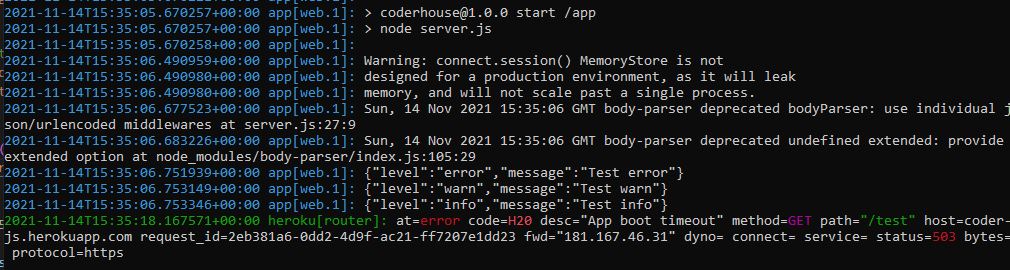 2021-11-14T15:35:05.670257+00:00 app[web.1]: > coderhouse@1.0.0 start /app
2021-11-14T15:35:05.670257+00:00 app[web.1]: > node server.js
2021-11-14T15:35:05.670258+00:00 app[web.1]:
2021-11-14T15:35:06.490959+00:00 app[web.1]: Warning: connect.session() MemoryStore is not
2021-11-14T15:35:06.490980+00:00 app[web.1]: designed for a production environment, as it will leak
2021-11-14T15:35:06.490980+00:00 app[web.1]: memory, and will not scale past a single process.
2021-11-14T15:35:06.677523+00:00 app[web.1]: Sun, 14 Nov 2021 15:35:06 GMT body-parser deprecated bodyParser: use individual j
son/urlencoded middlewares at server.js:27:9
2021-11-14T15:35:06.683226+00:00 app[web.1]: Sun, 14 Nov 2021 15:35:06 GMT body-parser deprecated undefined extended: provide
extended option at node_modules/body-parser/index.js:105:29
2021-11-14T15:35:06.751939+00:00 app[web.1]: {"level":"error","message":"Test error"}
2021-11-14T15:35:06.753149+00:00 app[web.1]: {"level":"warn","message":"Test warn"}
2021-11-14T15:35:06.753346+00:00 app[web.1]: {"level":"info","message":"Test info"}
2021-11-14T15:35:18.167571+00:00 heroku[router]: at=error code=H20 desc="App boot timeout" method=GET path="/test" host=coder-
js.herokuapp.com request_id=2eb381a6-0dd2-4d9f-ac21-ff7207e1dd23 fwd="181.167.46.31" dyno= connect= service= status=503 bytes=
protocol=https